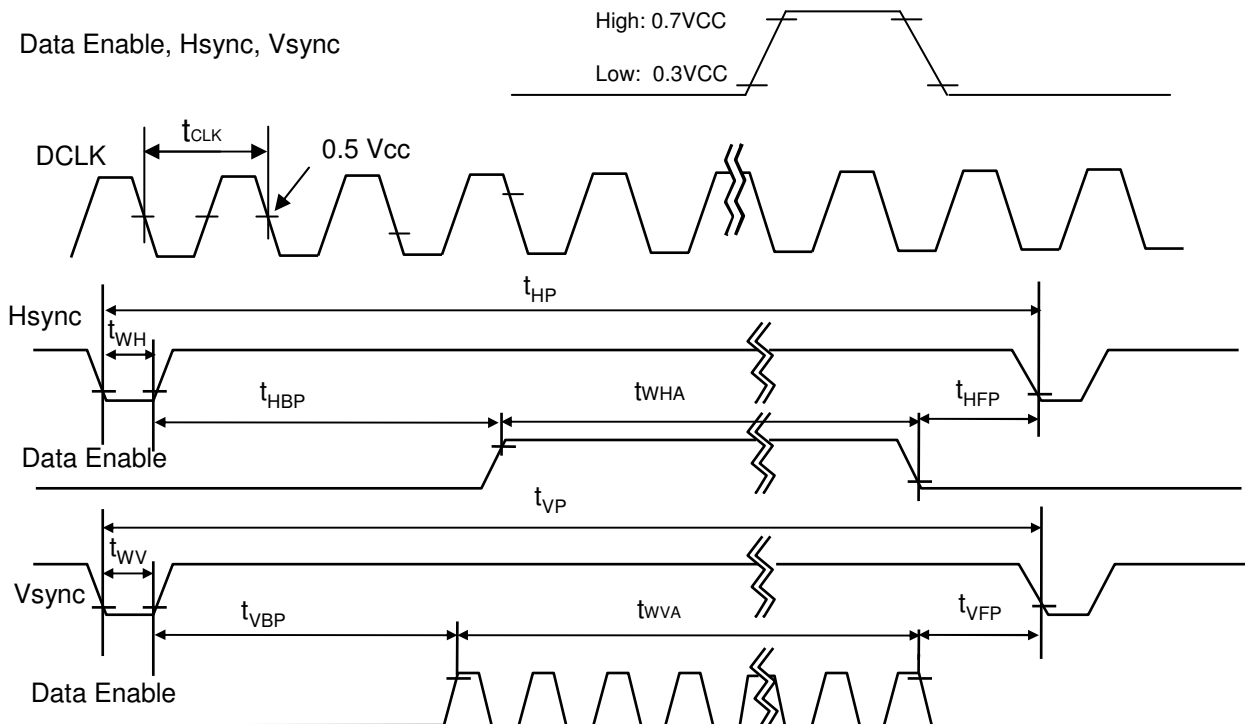 High: 0.7VCC
Data Enable, Hsync, Vsync
Low: 0.3VCC
tCLK
DCLK
0.5 Vcc
tHP
Hsync
tWH
tHBP
tWHA
tHFP
Data Enable
tVP
tWV
Vsync
tVBP
tWVA
tVFP
Data Enable